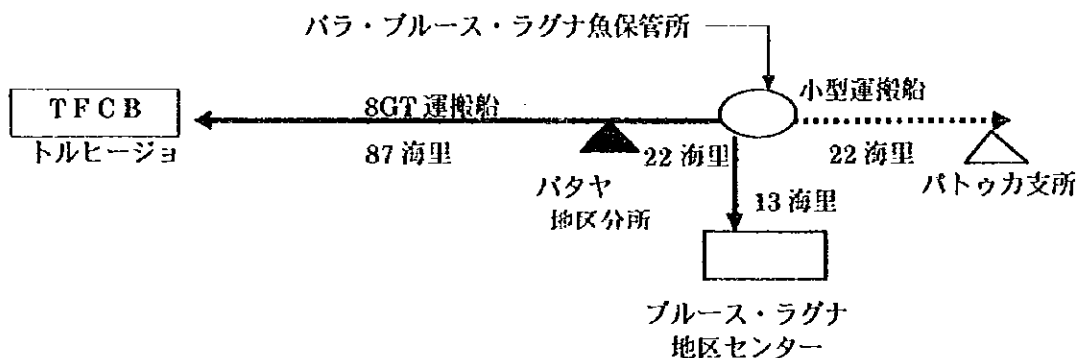 バラ・ブルース・ラグナ魚保管所
TFCB
8GT 運搬船
小型運搬船
トルヒージョ
87 海里
22 海里
22 海里
バタヤ
地区分所
パトゥカ支所
13 海里
ブルース・ラグナ
地区センター